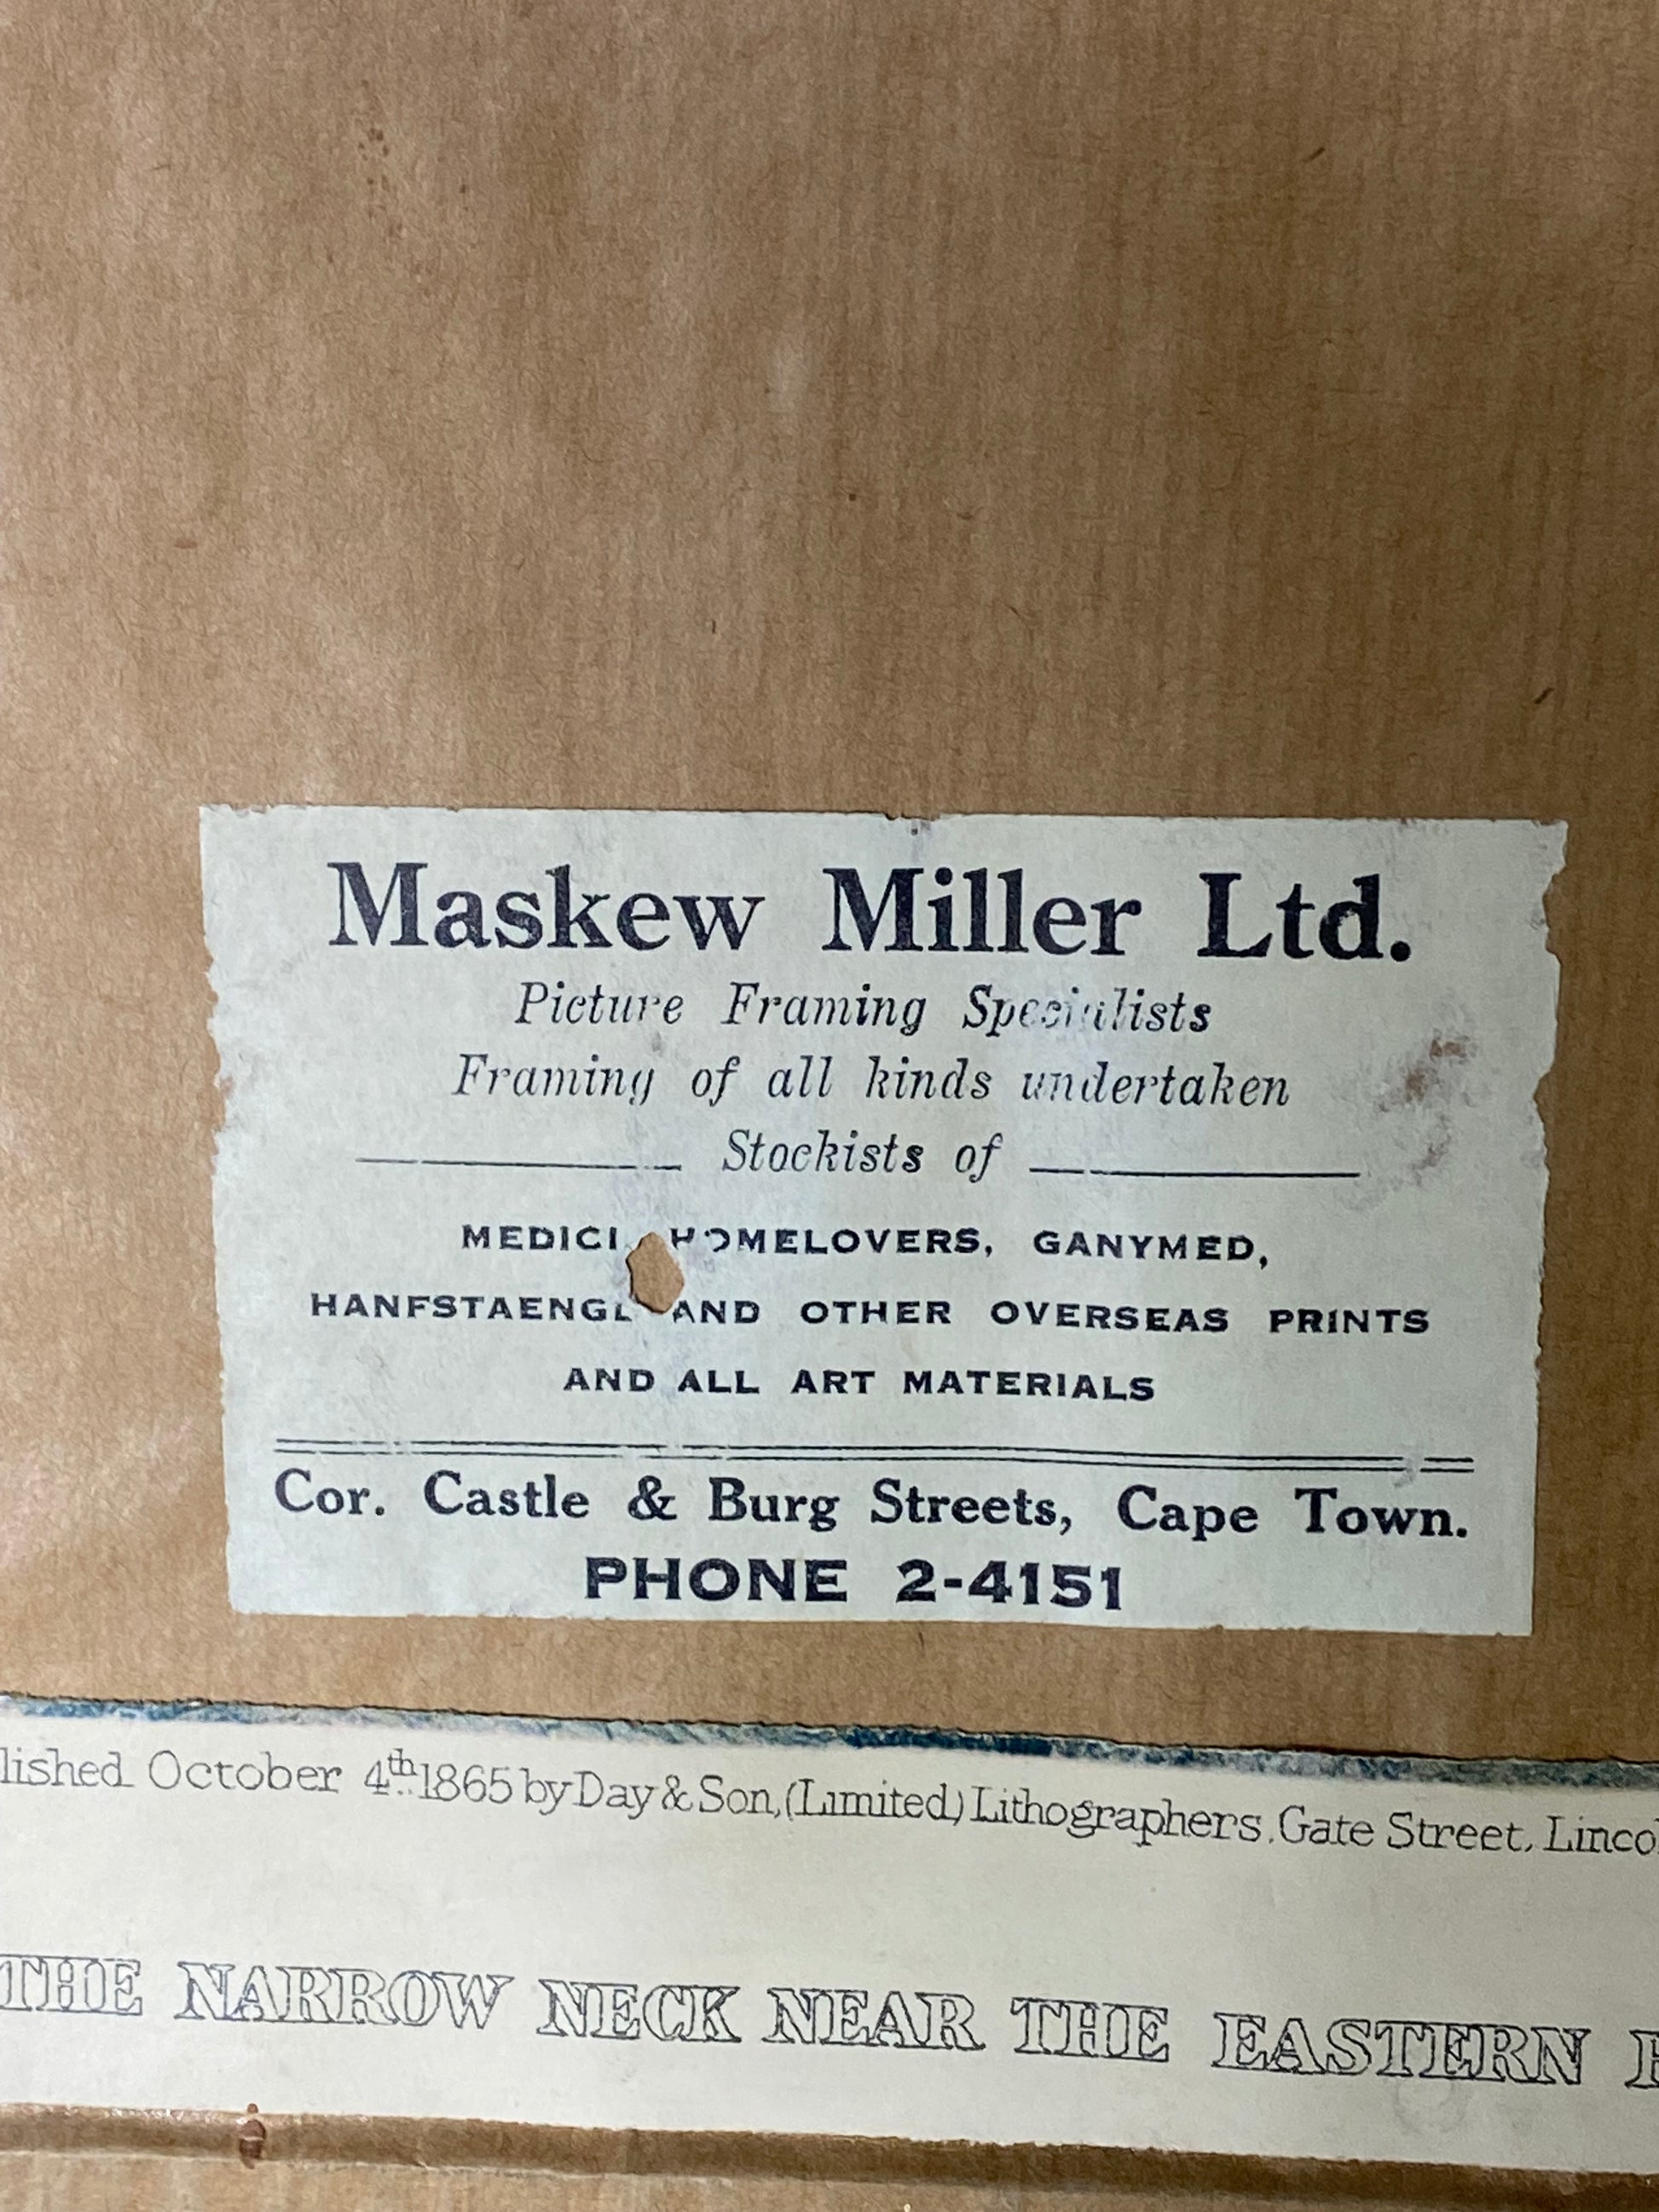 Maskew Miller Ltd.
Picture Framing Specialists
Framing of all kinds undertaken
Stockists of
MEDICI HOMELOVERS, GANYMED,
HANFSTAENGL AND OTHER OVERSEAS PRINTS
AND ALL ART MATERIALS
Cor. Castle & Burg Streets, Cape Town.
PHONE 2-4151
lished October 4th 1865 by Day & Son, (Limited) Lithographers, Gate Street, Lincol
THE NARROW NECK NEAR THE EASTERN